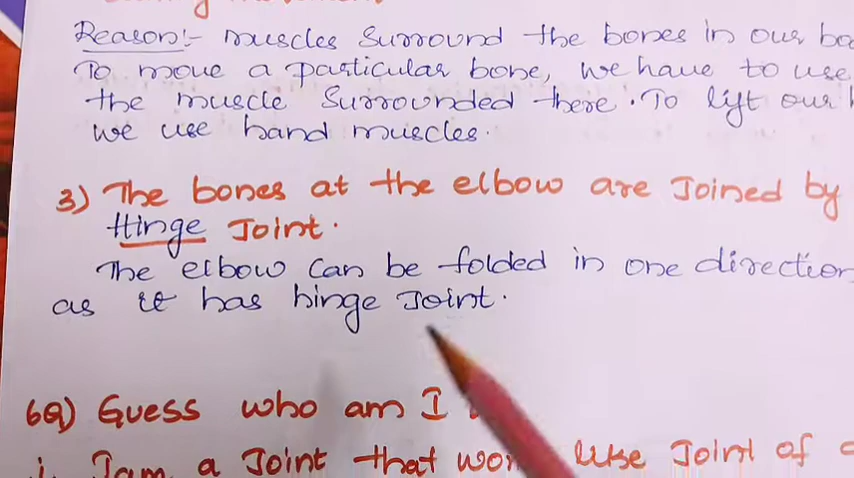 Reason:- muscles surround the bones in our
To move a particular bone, we have to use
the muscle surrounded there. To lift our
we use hand muscles.
3) The bones at the elbow are Joined by
Hinge Joint.
The elbow can be folded in one direction
as it has hinge Joint.
6Q) Guess who am I
i. I am a Joint that like Joint of